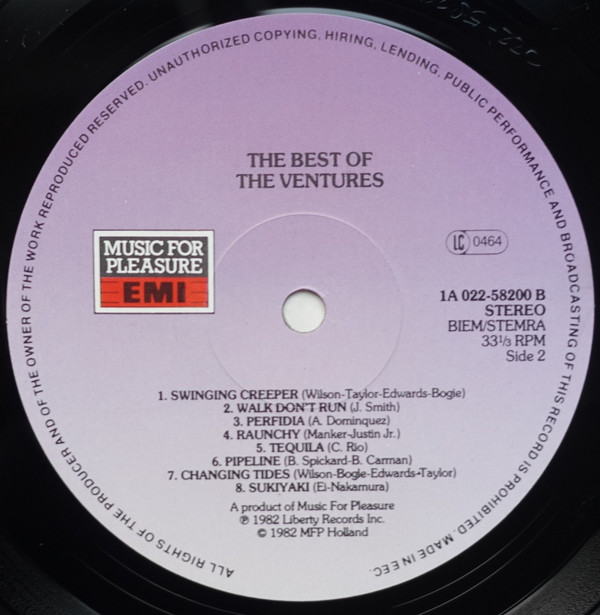 ALL RIGHTS OF THE PRODUCER AND OF THE OWNER OF THE WORK REPRODUCED RESERVED. UNAUTHORIZED COPYING, HIRING, LENDING, PUBLIC PERFORMANCE AND BROADCASTING OF THIS RECORD IS PROHIBITED. MADE IN EEC.
THE BEST OF
THE VENTURES
MUSIC FOR
PLEASURE
EMI
LC 0464
1A 022-58200 B
STEREO
BIEM/STEMRA
33 1/3 RPM
Side 2
1. SWINGING CREEPER (Wilson-Taylor-Edwards-Bogie)
2. WALK DON'T RUN (J. Smith)
3. PERFIDIA (A. Dominquez)
4. RAUNCHY (Manker-Justin Jr.)
5. TEQUILA (C. Rio)
6. PIPELINE (B. Spickard-B. Carman)
7. CHANGING TIDES (Wilson-Bogle-Edwards-Taylor)
8. SUKIYAKI (Ei-Nakamura)
A product of Music For Pleasure
℗ 1982 Liberty Records Inc.
© 1982 MFP Holland